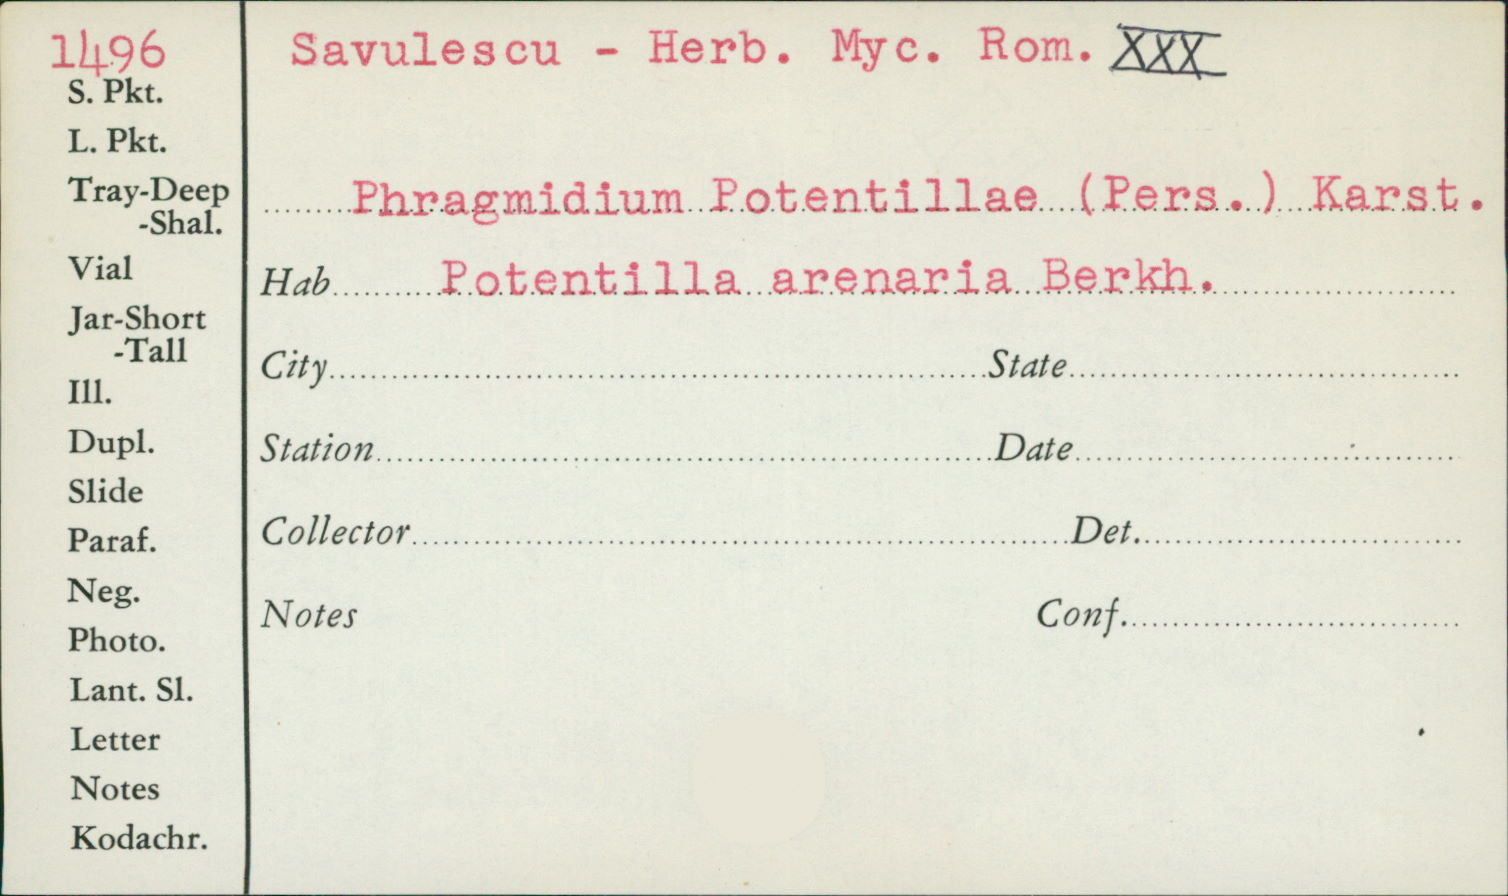 1496
Savulescu - Herb. Myc. Rom. XXX
S. Pkt.
L. Pkt.
Tray-Deep
-Shal.
Vial
Jar-Short
-Tall
Ill.
Dupl.
Slide
Paraf.
Neg.
Photo.
Lant. Sl.
Letter
Notes
Kodachr.
Phragmidium Potentillae (Pers.) Karst.
Hab Potentilla arenaria Berkh.
City State
Station Date
Collector Det.
Notes Conf.